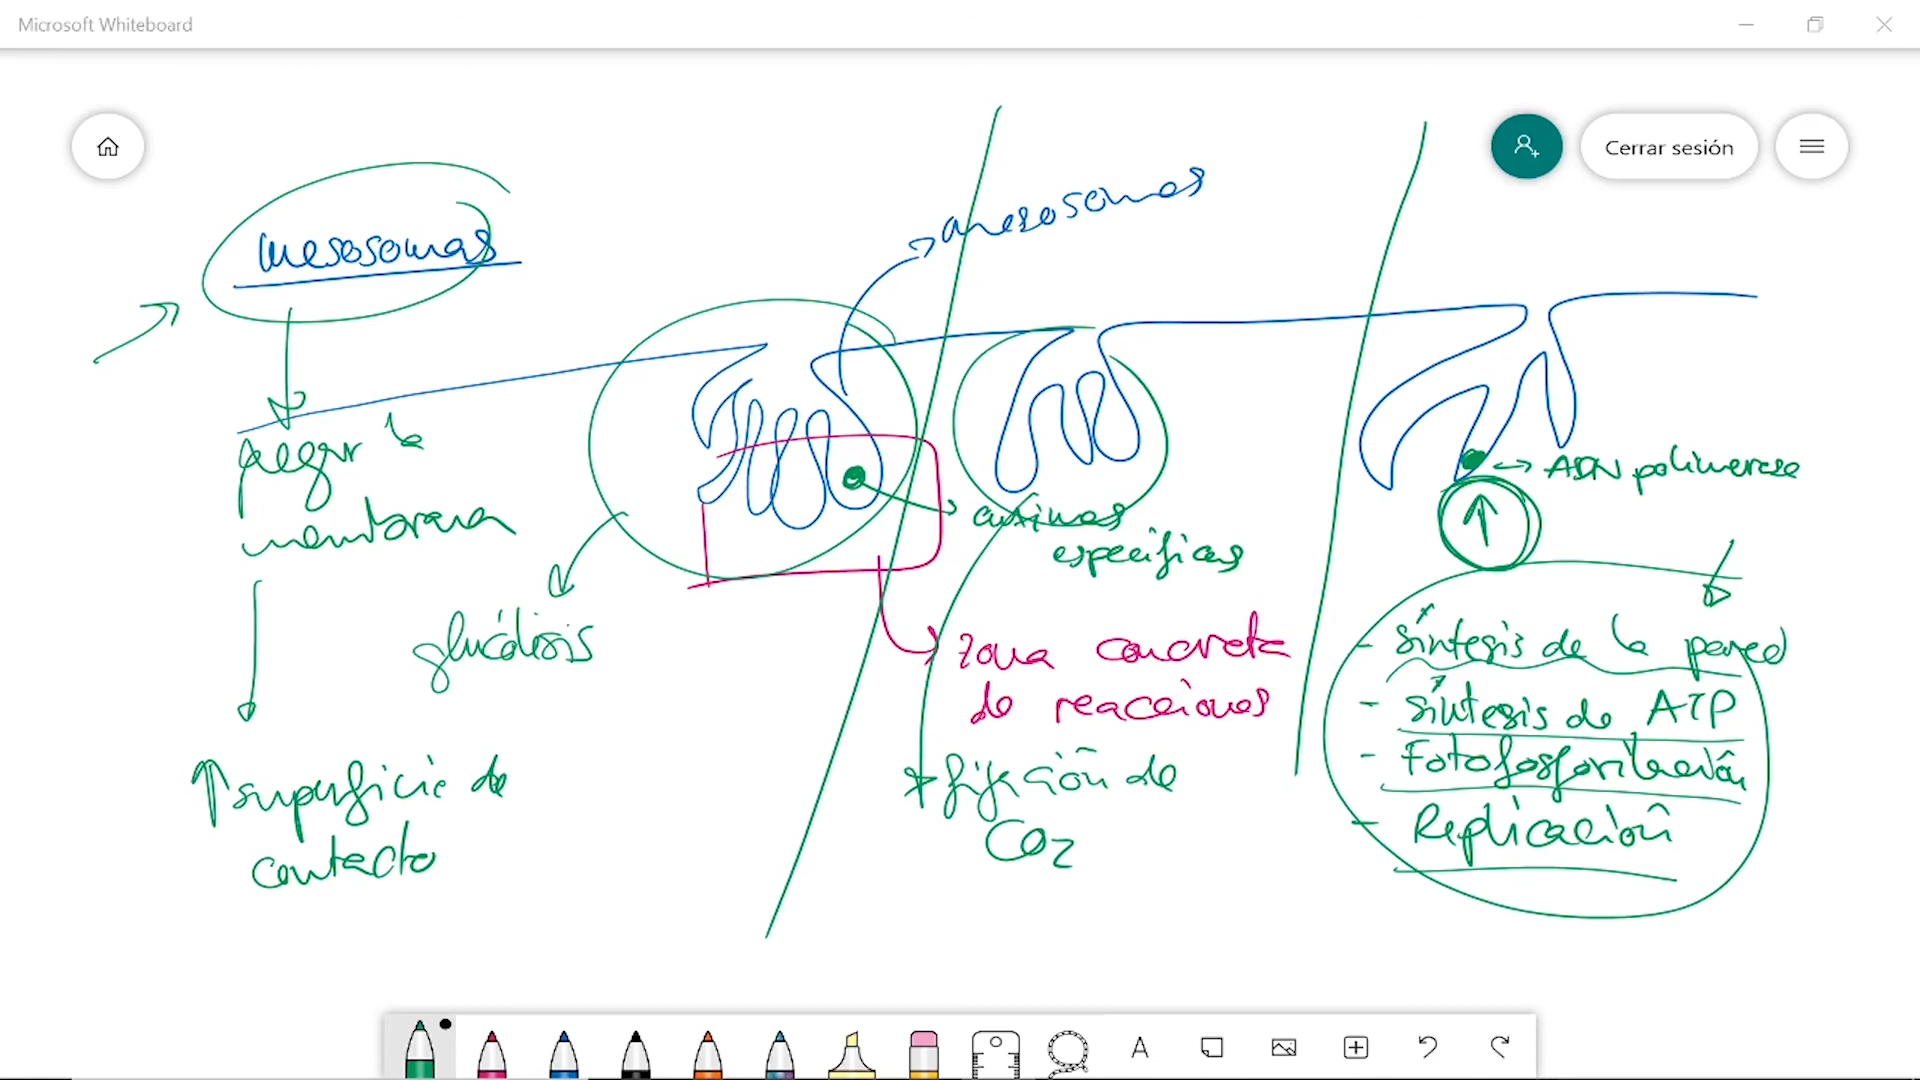 Microsoft Whiteboard
Cerrar sesión
mesosomas
mesosomas
plegar la
membrana
glucólisis
↑superficie de
contacto
enzimas
específicas
zona concreta
de reacciones
fijación de
CO2
ADN polimerasa
- síntesis de la pared
- síntesis de ATP
- Fotofosforilación
- Replicación
A